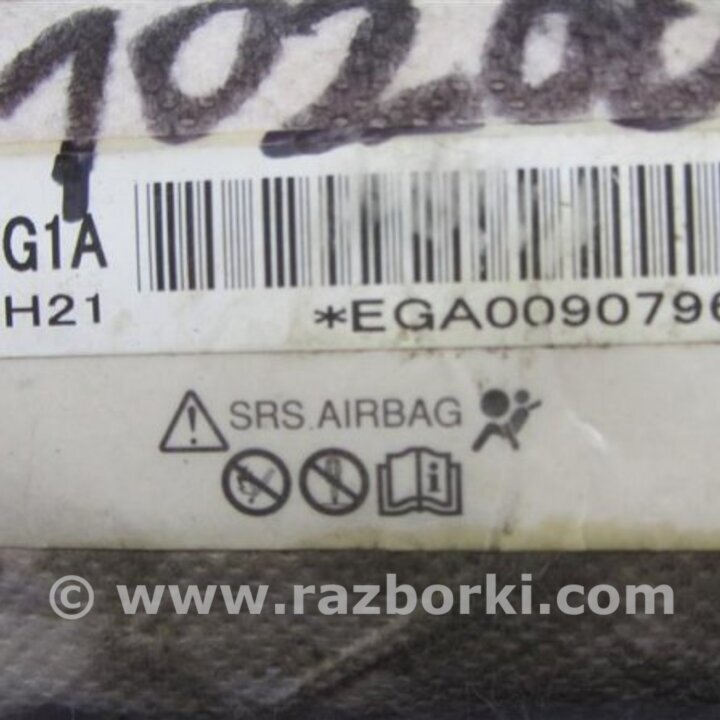 G1A
H21
*EGA0090796
SRS AIRBAG
© www.razborki.com